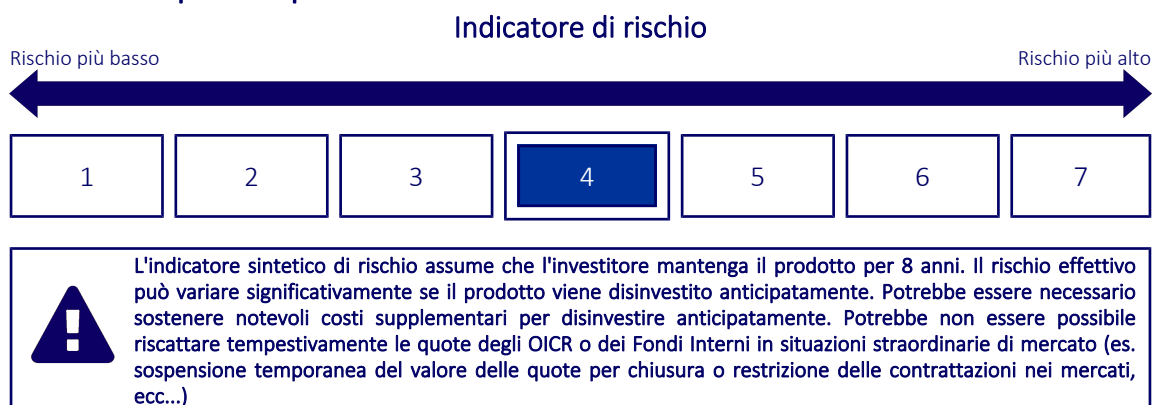 Indicatore di rischio
Rischio più basso
Rischio più alto
1 2 3 4 5 6 7
L'indicatore sintetico di rischio assume che l'investitore mantenga il prodotto per 8 anni. Il rischio effettivo
può variare significativamente se il prodotto viene disinvestito anticipatamente. Potrebbe essere necessario
sostenere notevoli costi supplementari per disinvestire anticipatamente. Potrebbe non essere possibile
riscattare tempestivamente le quote degli OICR o dei Fondi Interni in situazioni straordinarie di mercato (es.
sospensione temporanea del valore delle quote per chiusura o restrizione delle contrattazioni nei mercati,
ecc...)